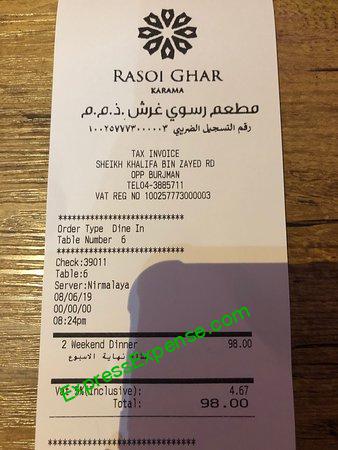 RASOI GHAR
KARAMA
مطعم رسوي غرش .ذ.م.م
رقم التسجيل الضريبي ١٠٠٢٥٧٧٧٣٠٠٠٠٠٣
TAX INVOICE
SHEIKH KHALIFA BIN ZAYED RD
OPP BURJMAN
TEL04-3885711
VAT REG NO 100257773000003
****************************
Order Type Dine In
Table Number 6
****************************
Check:39011
Table:6
Server:Nirmalaya
08/06/19
00/00/00
08:24pm
2 Weekend Dinner 98.00
نهاية الاسبوع
VAT 5%(Inclusive): 4.67
Total: 98.00
****************************
ExpressExpense.com